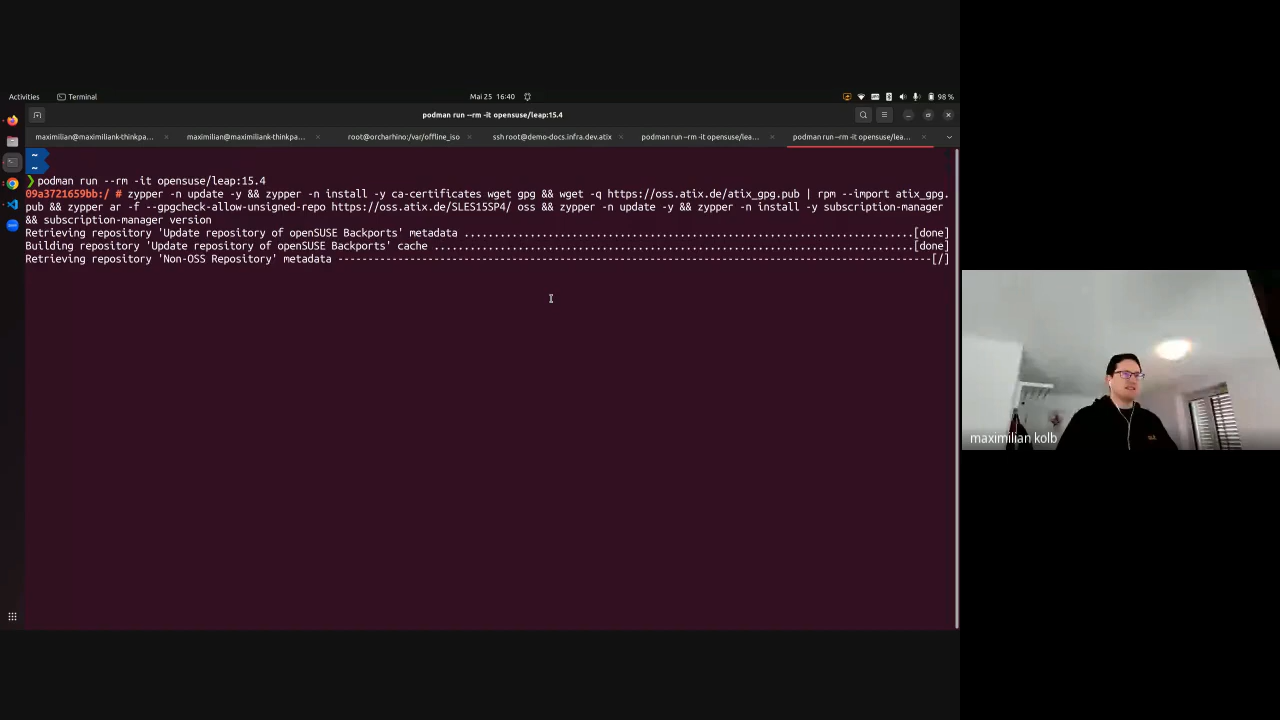 Activities
Terminal
Mai 25 16:40
98 %
podman run --rm -it opensuse/leap:15.4
maximilian@maximiliank-thinkpa...
maximilian@maximiliank-thinkpa...
root@orcharhino:/var/offline_iso
ssh root@demo-docs.infra.dev.atix
podman run --rm -it opensuse/lea...
podman run --rm -it opensuse/lea...
~
~
❯podman run --rm -it opensuse/leap:15.4
09a3721659bb:/ # zypper -n update -y && zypper -n install -y ca-certificates wget gpg && wget -q https://oss.atix.de/atix_gpg.pub | rpm --import atix_gpg.
pub && zypper ar -f --gpgcheck-allow-unsigned-repo https://oss.atix.de/SLES15SP4/ oss && zypper -n update -y && zypper -n install -y subscription-manager
&& subscription-manager version
Retrieving repository 'Update repository of openSUSE Backports' metadata ...........................................................................[done]
Building repository 'Update repository of openSUSE Backports' cache ................................................................................[done]
Retrieving repository 'Non-OSS Repository' metadata ---------------------------------------------------------------------------------------------------[/]
maximilian kolb